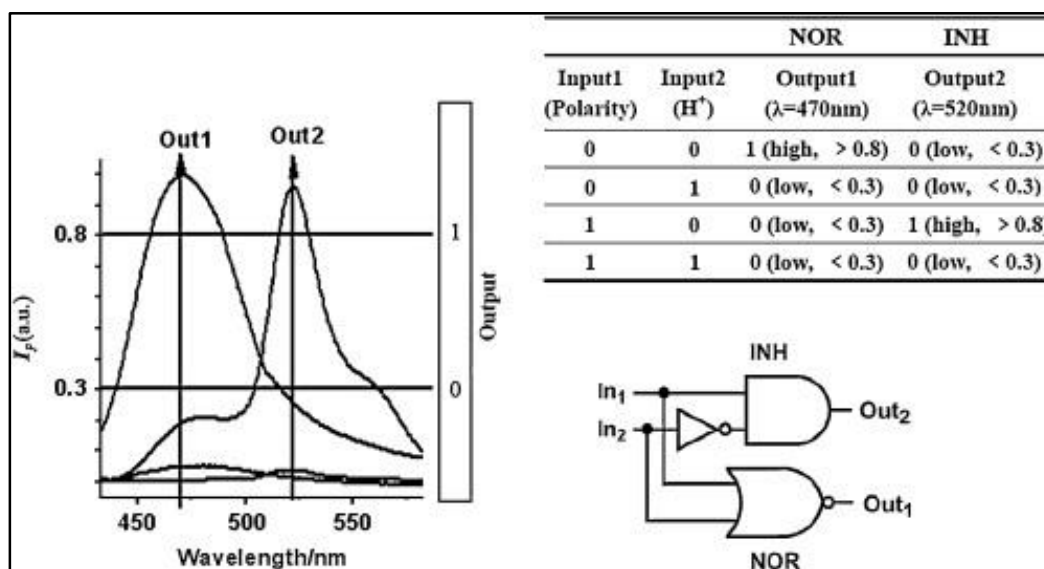 Out1 Out2
0.8
0.3
I_F(a.u.)
450 500 550
Wavelength/nm
1
0
Output
NOR INH
Input1 Input2 Output1 Output2
(Polarity) (H⁺) (λ=470nm) (λ=520nm)
0 0 1 (high, > 0.8) 0 (low, < 0.3)
0 1 0 (low, < 0.3) 0 (low, < 0.3)
1 0 0 (low, < 0.3) 1 (high, > 0.8)
1 1 0 (low, < 0.3) 0 (low, < 0.3)
INH
In₁
In₂
Out₂
Out₁
NOR